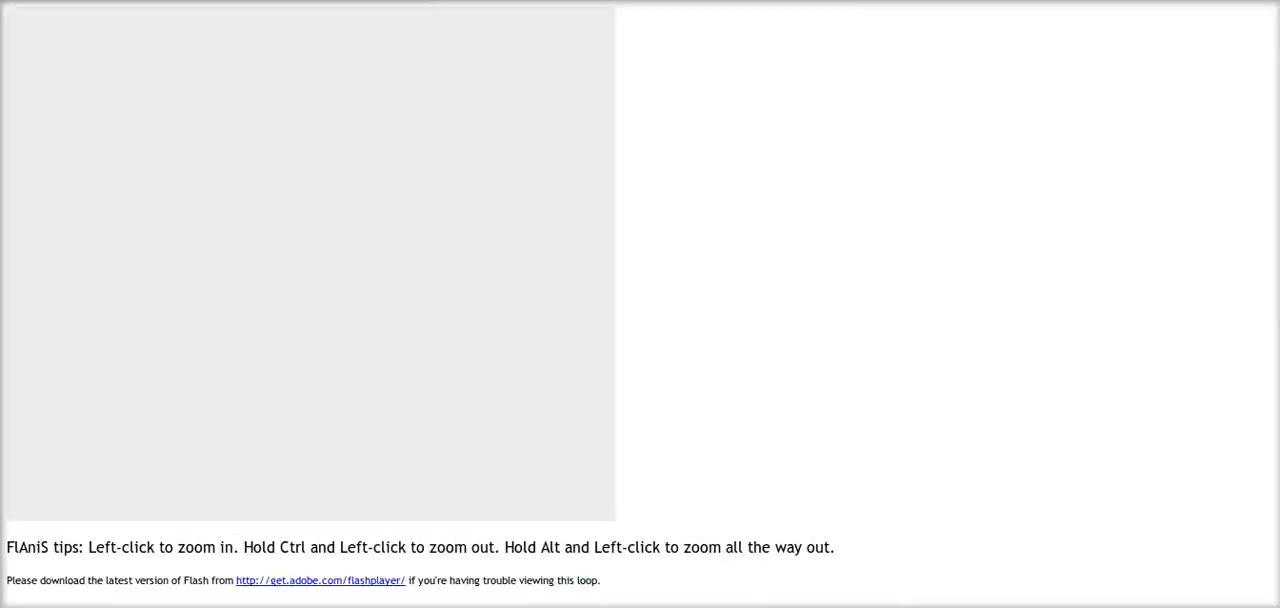 FlAniS tips: Left-click to zoom in. Hold Ctrl and Left-click to zoom out. Hold Alt and Left-click to zoom all the way out.
Please download the latest version of Flash from http://get.adobe.com/flashplayer/ if you're having trouble viewing this loop.